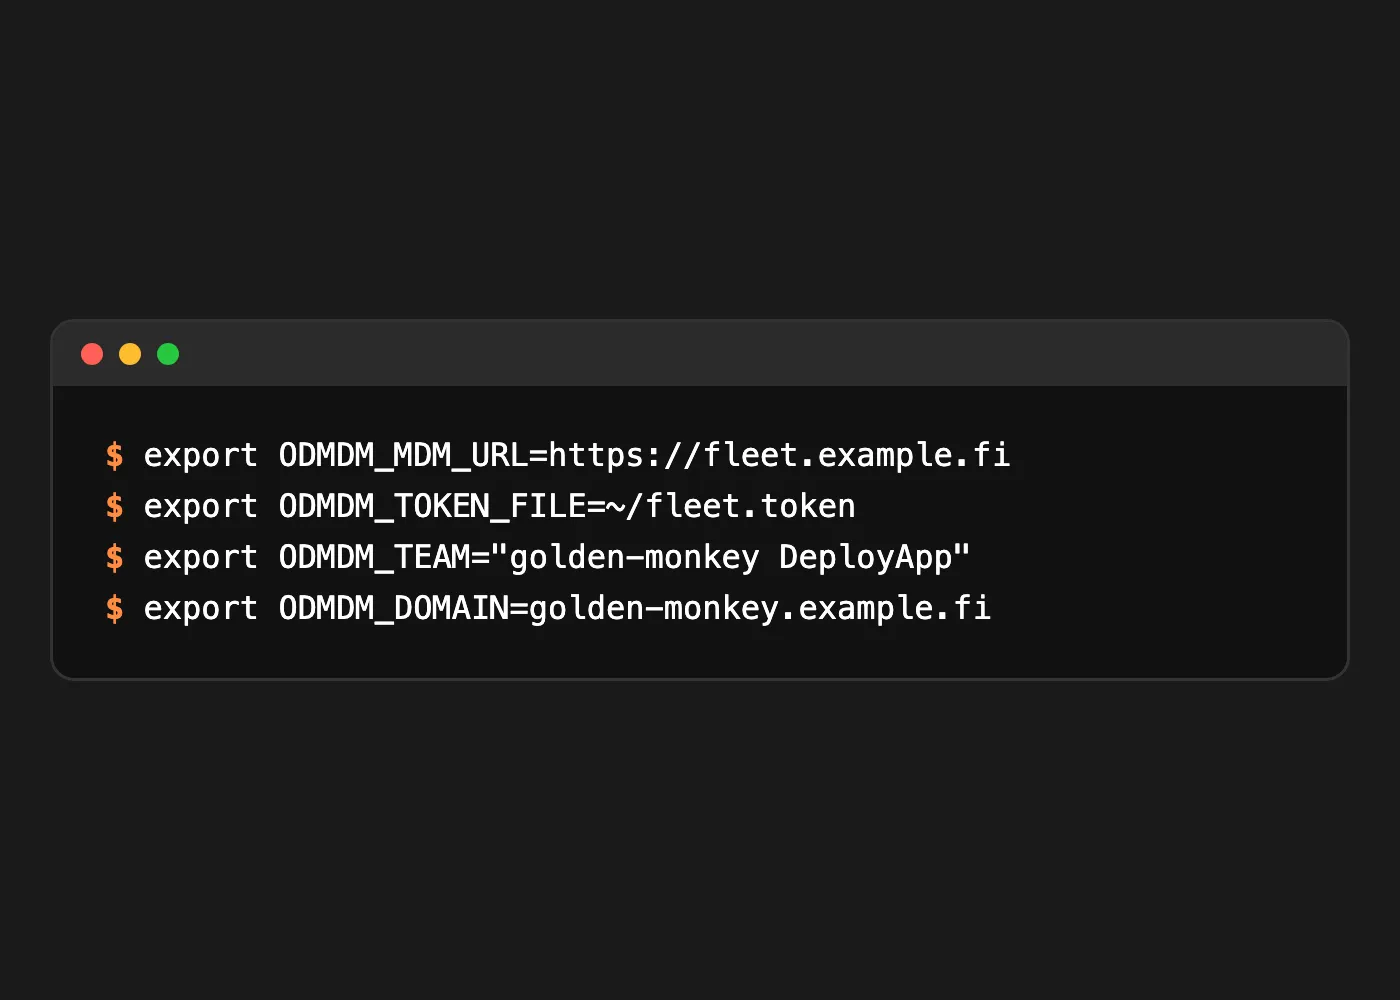 $ export ODMDM_MDM_URL=https://fleet.example.fi
$ export ODMDM_TOKEN_FILE=~/fleet.token
$ export ODMDM_TEAM="golden-monkey DeployApp"
$ export ODMDM_DOMAIN=golden-monkey.example.fi